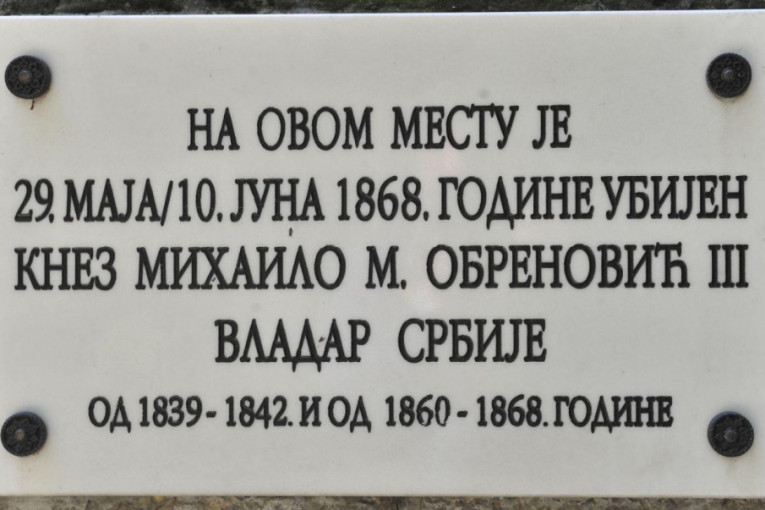 НА ОВОМ МЕСТУ ЈЕ
29. МАЈА/10. ЈУНА 1868. ГОДИНЕ УБИЈЕН
КНЕЗ МИХАИЛО М. ОБРЕНОВИЋ III
ВЛАДАР СРБИЈЕ
ОД 1839 - 1842. И ОД 1860 - 1868. ГОДИНЕ